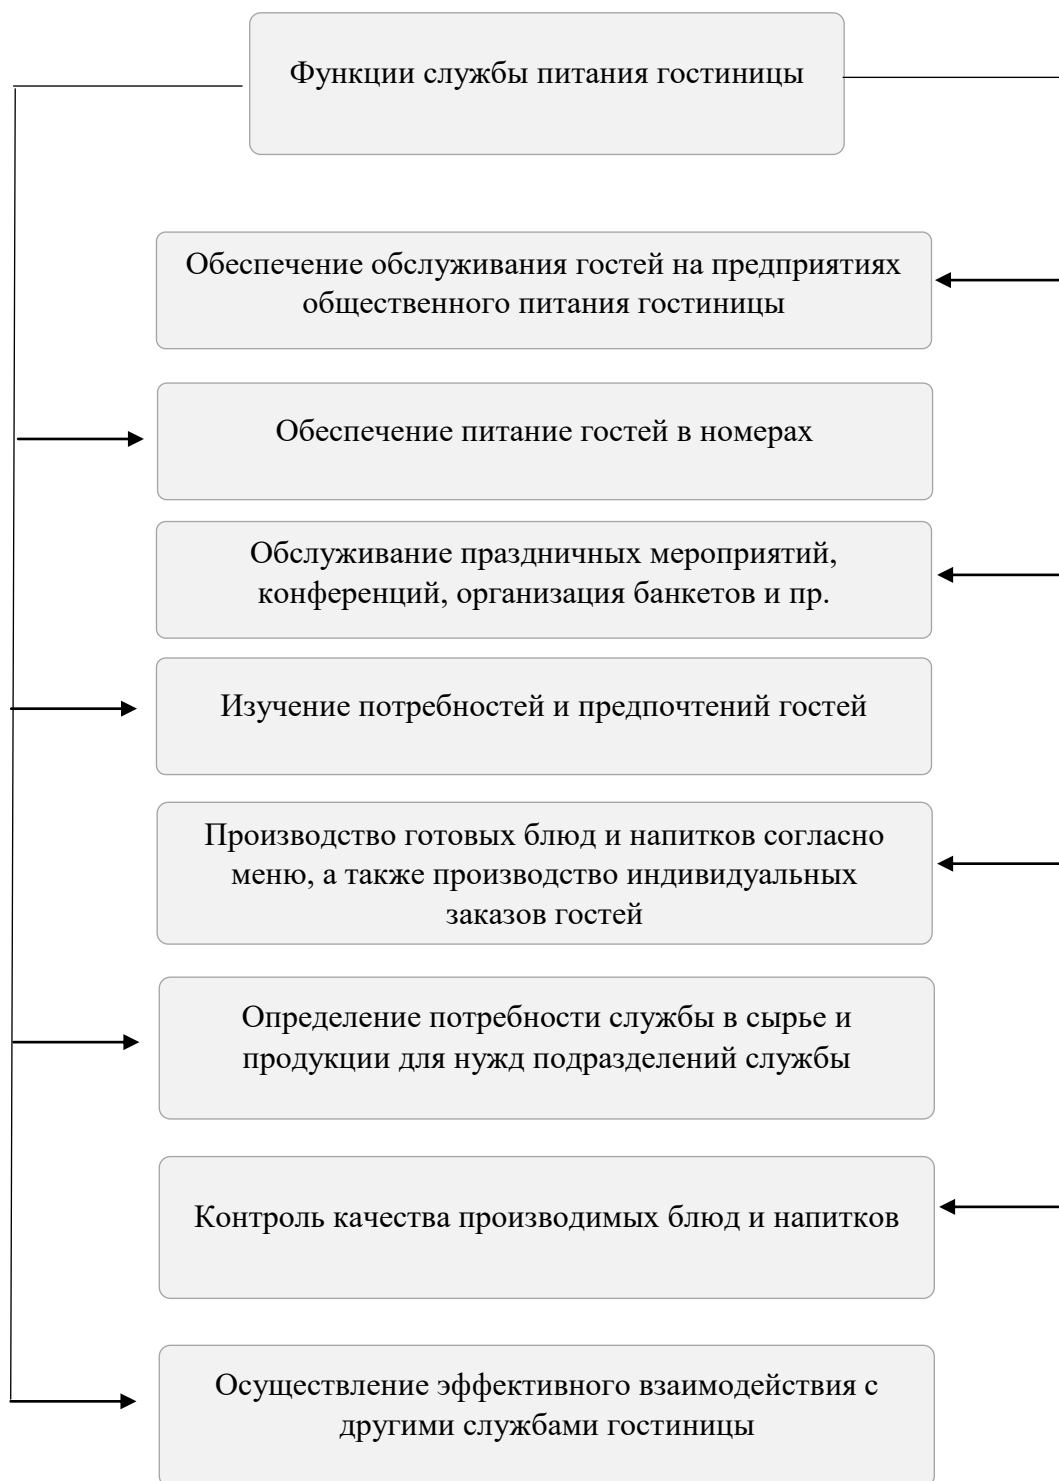 Функции службы питания гостиницы
Обеспечение обслуживания гостей на предприятиях
общественного питания гостиницы
Обеспечение питание гостей в номерах
Обслуживание праздничных мероприятий,
конференций, организация банкетов и пр.
Изучение потребностей и предпочтений гостей
Производство готовых блюд и напитков согласно
меню, а также производство индивидуальных
заказов гостей
Определение потребности службы в сырье и
продукции для нужд подразделений службы
Контроль качества производимых блюд и напитков
Осуществление эффективного взаимодействия с
другими службами гостиницы